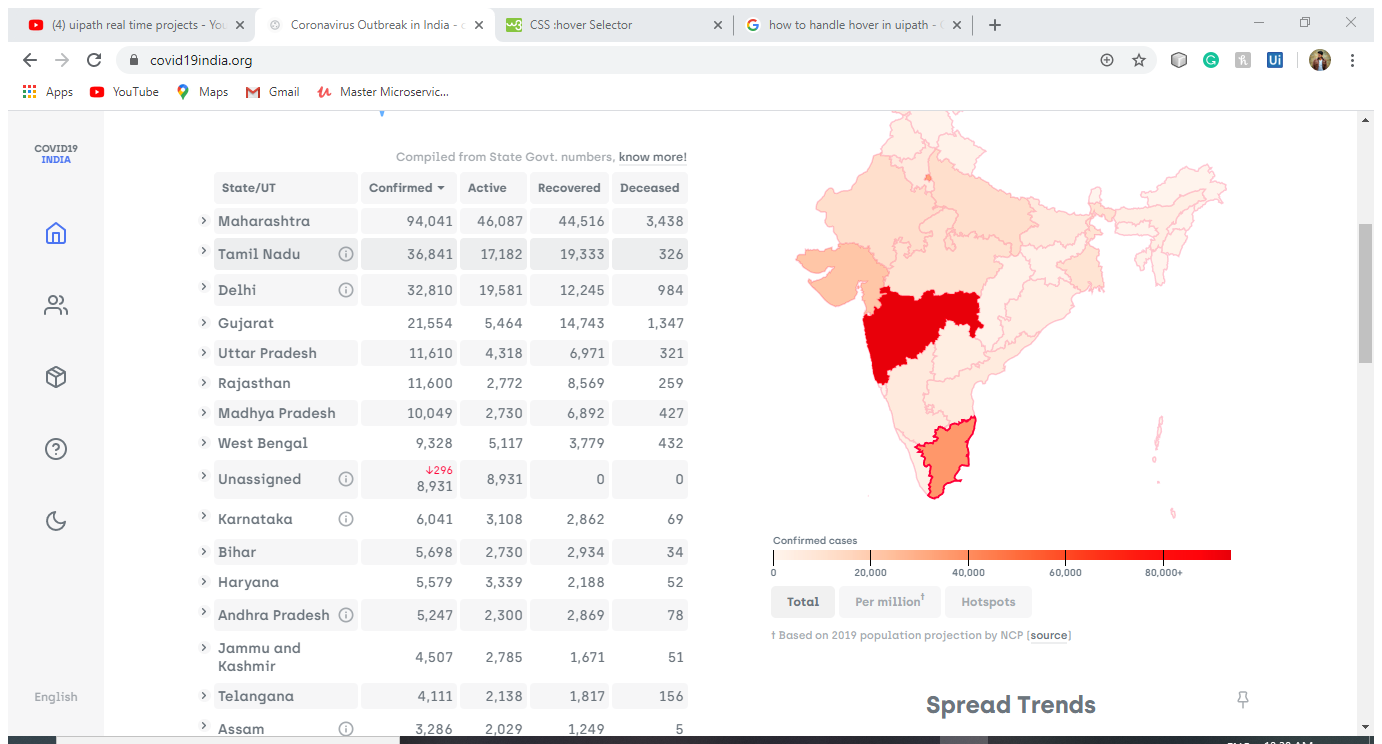 (4) uipath real time projects - You
Coronavirus Outbreak in India - c
CSS :hover Selector
how to handle hover in uipath - G
covid19india.org
Apps YouTube Maps Gmail Master Microservic...
COVID19
INDIA
English
Compiled from State Govt. numbers, know more!
State/UT Confirmed Active Recovered Deceased
Maharashtra 94,041 46,087 44,516 3,438
Tamil Nadu 36,841 17,182 19,333 326
Delhi 32,810 19,581 12,245 984
Gujarat 21,554 5,464 14,743 1,347
Uttar Pradesh 11,610 4,318 6,971 321
Rajasthan 11,600 2,772 8,569 259
Madhya Pradesh 10,049 2,730 6,892 427
West Bengal 9,328 5,117 3,779 432
↓296
Unassigned 8,931 8,931 0 0
Karnataka 6,041 3,108 2,862 69
Bihar 5,698 2,730 2,934 34
Haryana 5,579 3,339 2,188 52
Andhra Pradesh 5,247 2,300 2,869 78
Jammu and
Kashmir 4,507 2,785 1,671 51
Telangana 4,111 2,138 1,817 156
Assam 3,286 2,029 1,249 5
Confirmed cases
0 20,000 40,000 60,000 80,000+
Total Per million† Hotspots
† Based on 2019 population projection by NCP [source]
Spread Trends